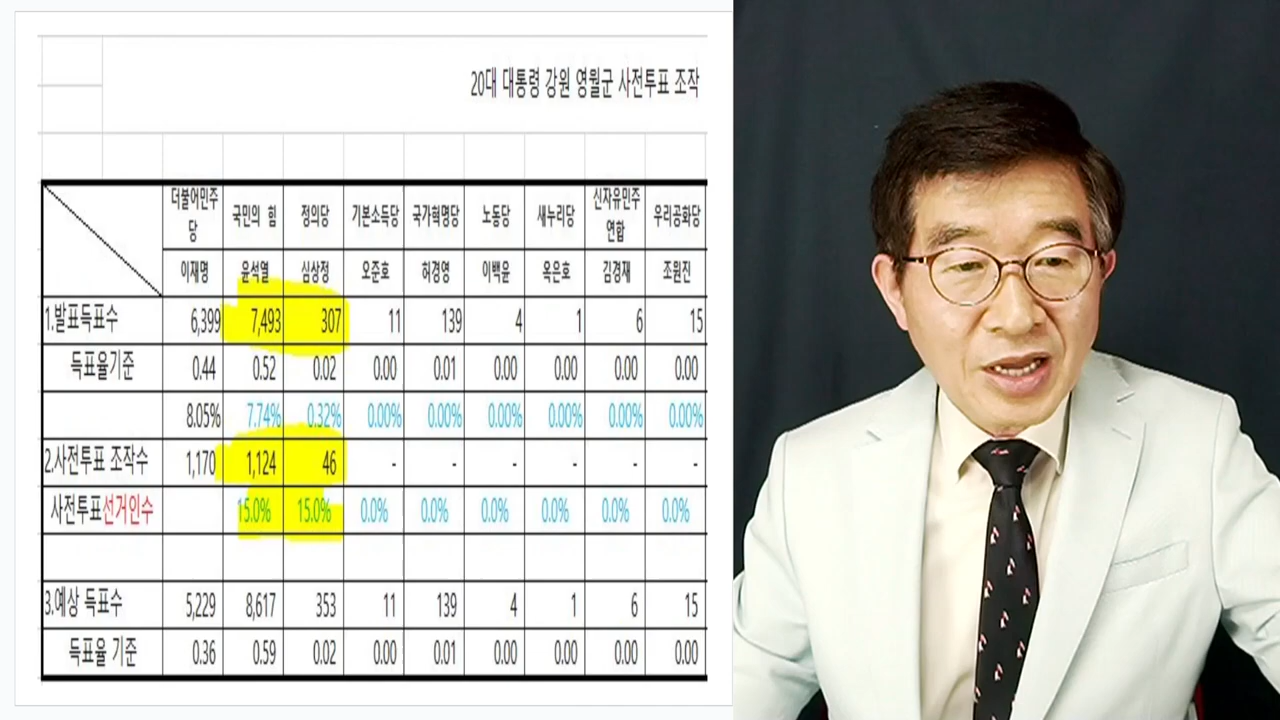 20대 대통령 강원 영월군 사전투표 조작
더불어민주당 국민의 힘 정의당 기본소득당 국가혁명당 노동당 새누리당 신자유민주연합 우리공화당
이재명 윤석열 심상정 오준호 허경영 이백윤 옥은호 김경재 조원진
1.발표득표수 6,399 7,493 307 11 139 4 1 6 15
득표율기준 0.44 0.52 0.02 0.00 0.01 0.00 0.00 0.00 0.00
8.05% 7.74% 0.32% 0.00% 0.00% 0.00% 0.00% 0.00% 0.00%
2.사전투표 조작수 1,170 1,124 46 - - - - - -
사전투표선거인수 15.0% 15.0% 0.0% 0.0% 0.0% 0.0% 0.0% 0.0%
3.예상 득표수 5,229 8,617 353 11 139 4 1 6 15
득표율 기준 0.36 0.59 0.02 0.00 0.01 0.00 0.00 0.00 0.00